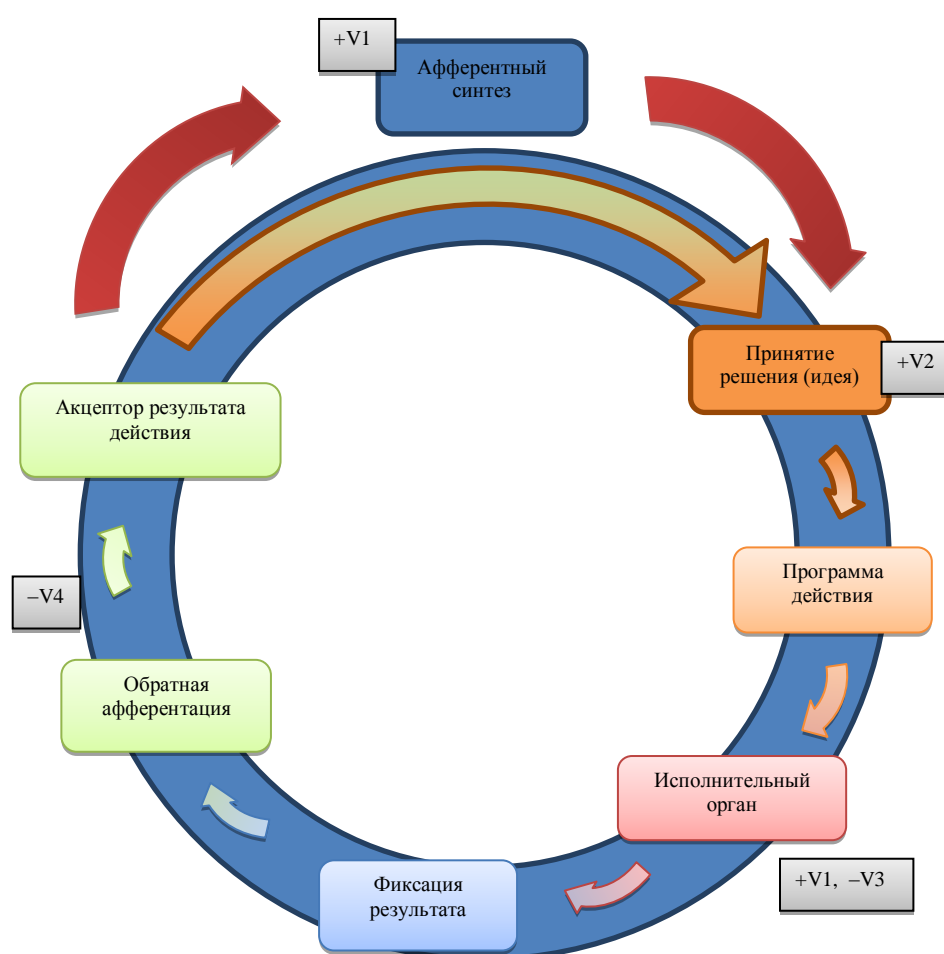 +V1
Афферентный
синтез
Принятие
решения (идея)
+V2
Акцептор результата
действия
Программа
действия
–V4
Обратная
афферентация
Исполнительный
орган
+V1, –V3
Фиксация
результата